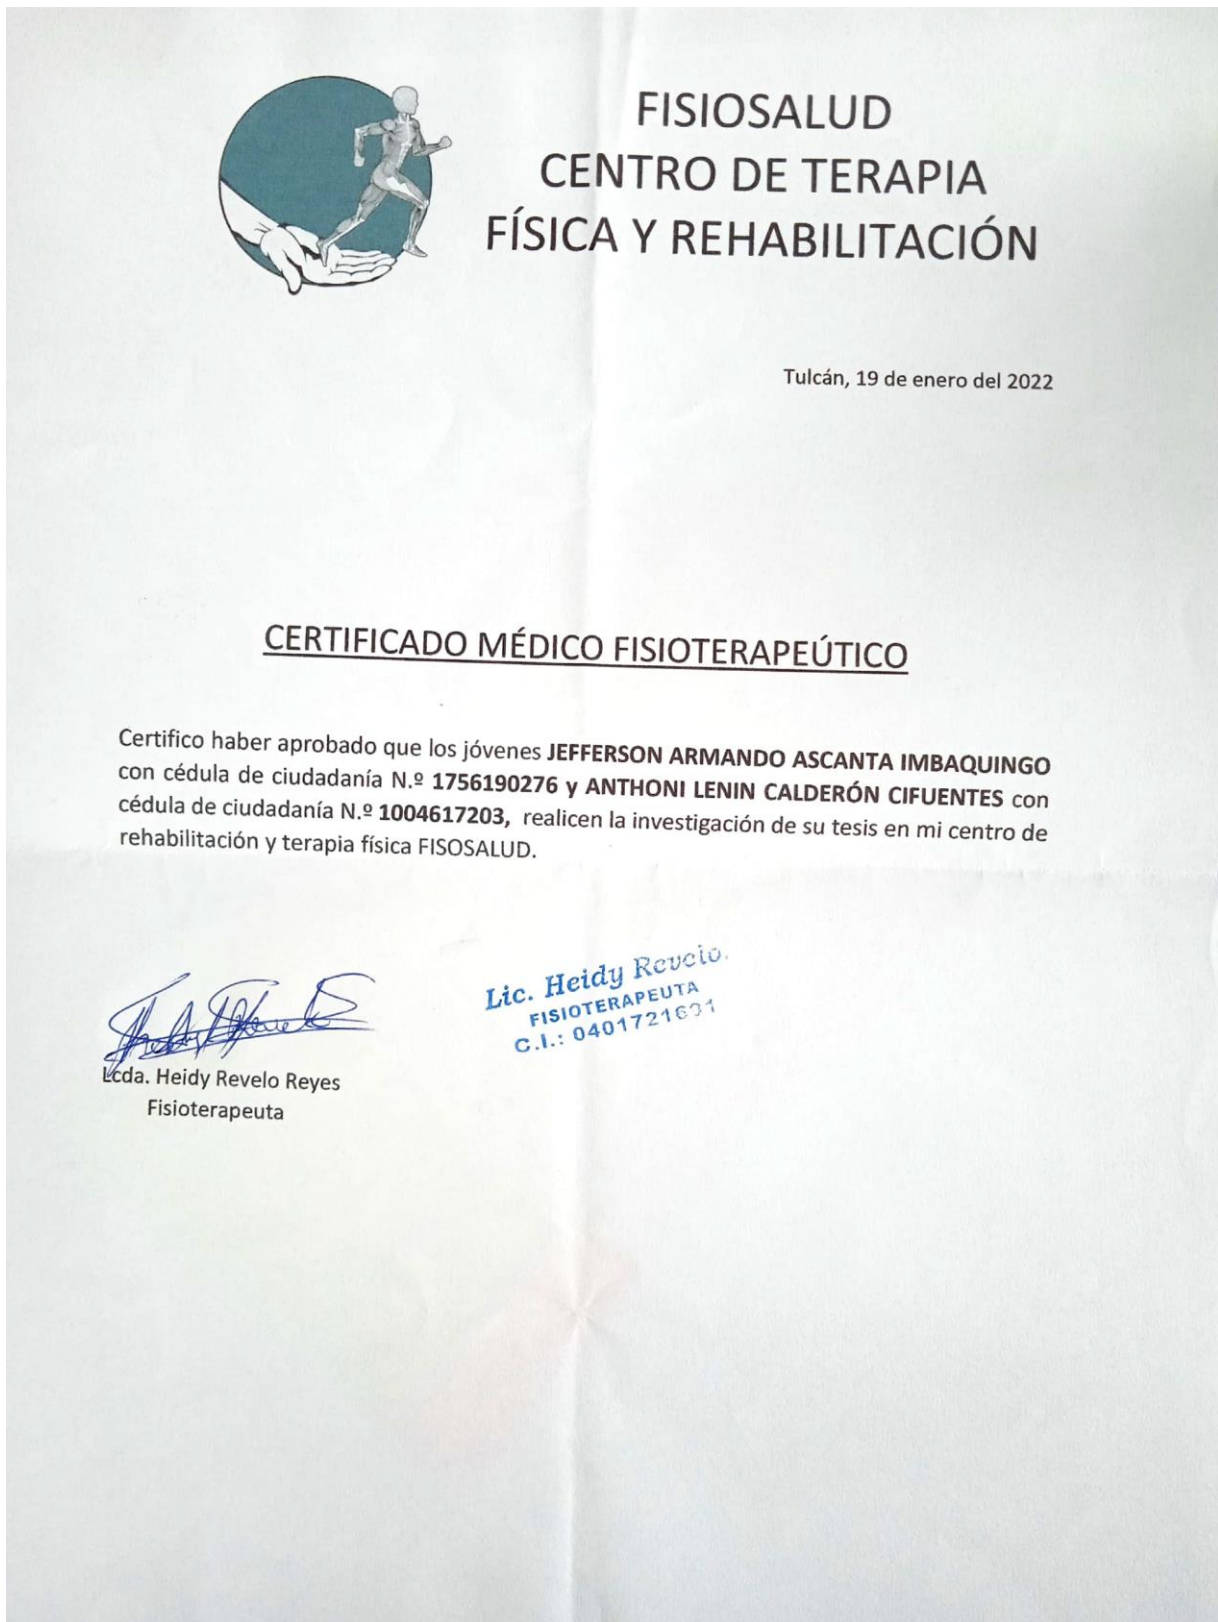 FISIOSALUD
CENTRO DE TERAPIA
FÍSICA Y REHABILITACIÓN
Tulcán, 19 de enero del 2022
CERTIFICADO MÉDICO FISIOTERAPEÚTICO
Certifico haber aprobado que los jóvenes JEFFERSON ARMANDO ASCANTA IMBAQUINGO
con cédula de ciudadanía N.º 1756190276 y ANTHONI LENIN CALDERÓN CIFUENTES con
cédula de ciudadanía N.º 1004617203, realicen la investigación de su tesis en mi centro de
rehabilitación y terapia física FISOSALUD.
Lic. Heidy Revelo.
FISIOTERAPEUTA
C.I.:
Lcda. Heidy Revelo Reyes
Fisioterapeuta